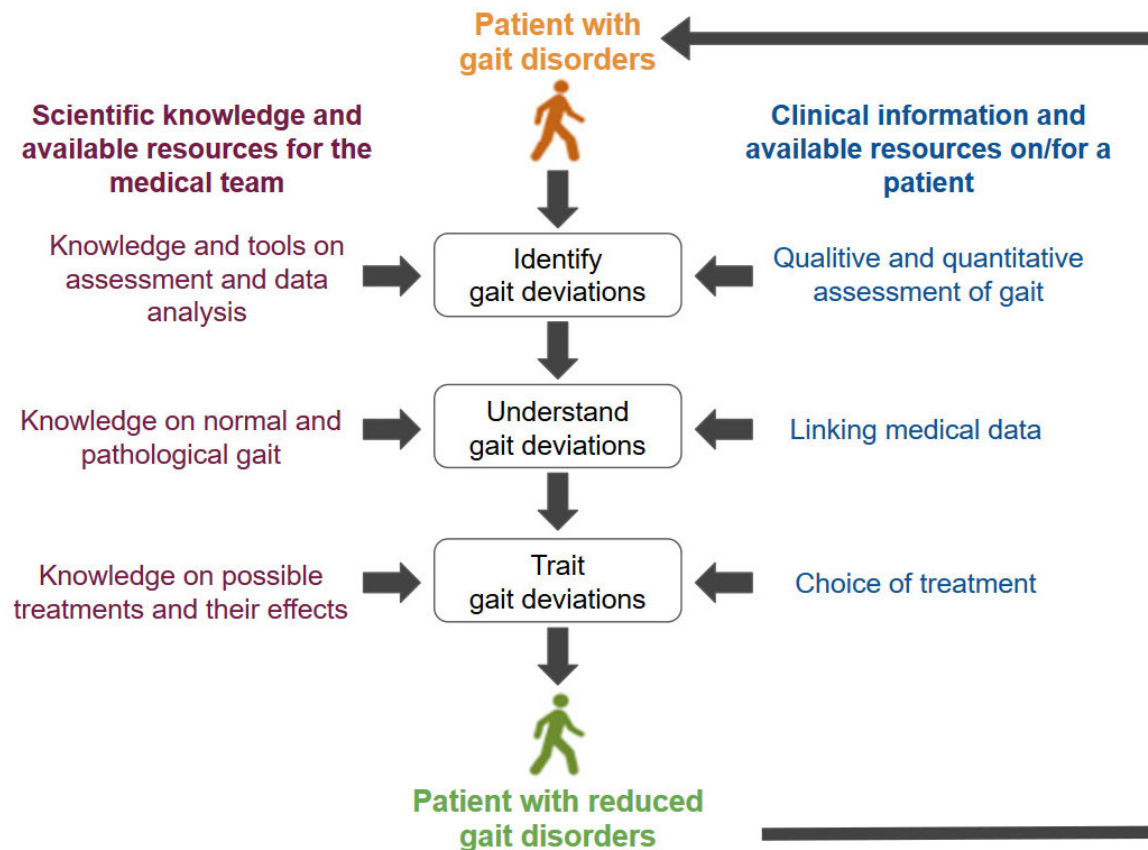 Patient with
gait disorders
Scientific knowledge and
available resources for the
medical team
Clinical information and
available resources on/for a
patient
Knowledge and tools on
assessment and data
analysis
Identify
gait deviations
Qualitive and quantitative
assessment of gait
Knowledge on normal and
pathological gait
Understand
gait deviations
Linking medical data
Knowledge on possible
treatments and their effects
Trait
gait deviations
Choice of treatment
Patient with reduced
gait disorders